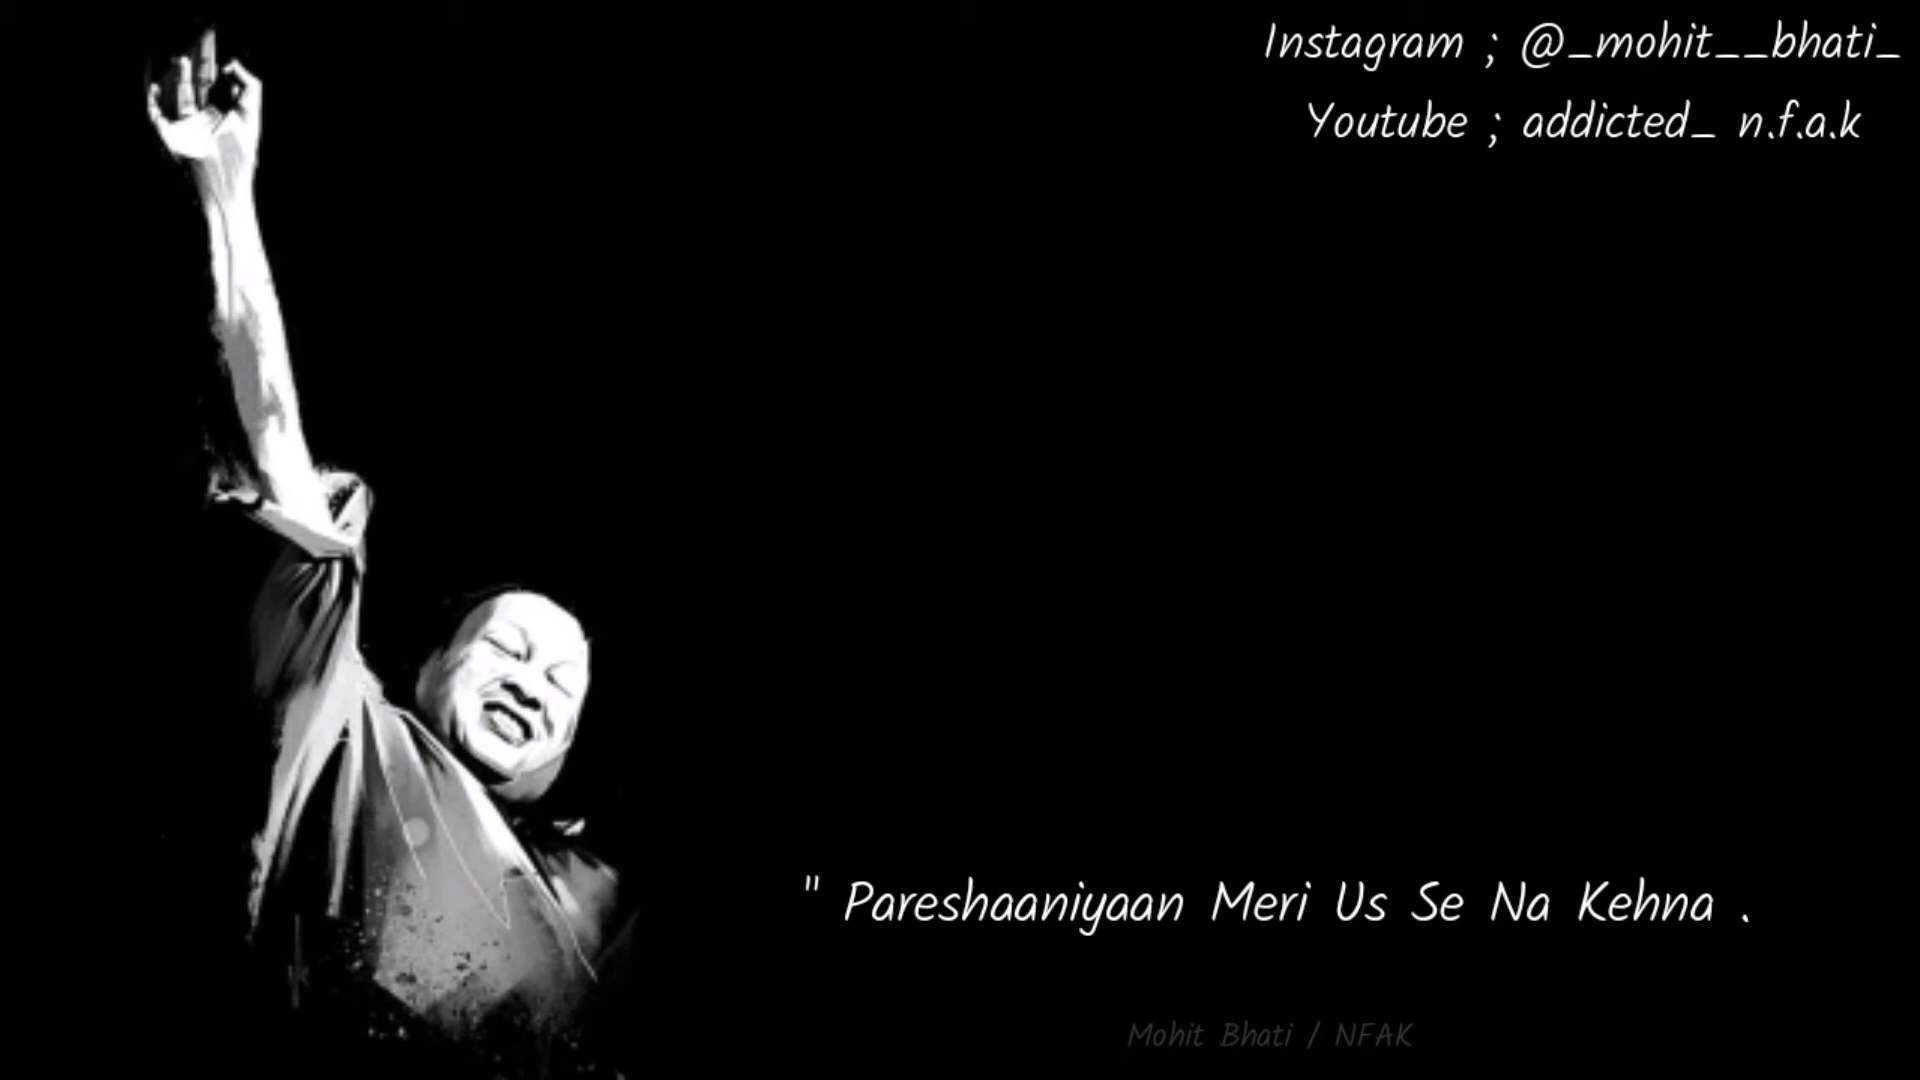 Instagram ; @_mohit__bhati_
Youtube ; addicted_ n.f.a.k
" Pareshaaniyaan Meri Us Se Na Kehna .
Mohit Bhati / NFAK